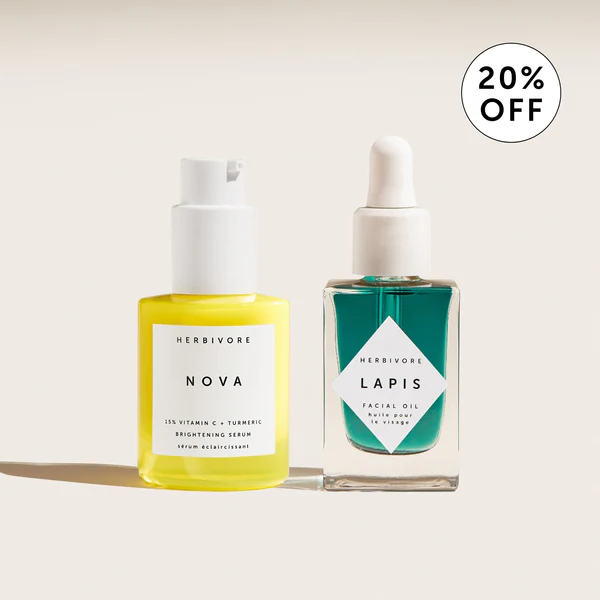 20%
OFF
HERBIVORE
NOVA
15% VITAMIN C + TURMERIC
BRIGHTENING SERUM
sérum éclaircissant
HERBIVORE
LAPIS
FACIAL OIL
huile pour
le visage